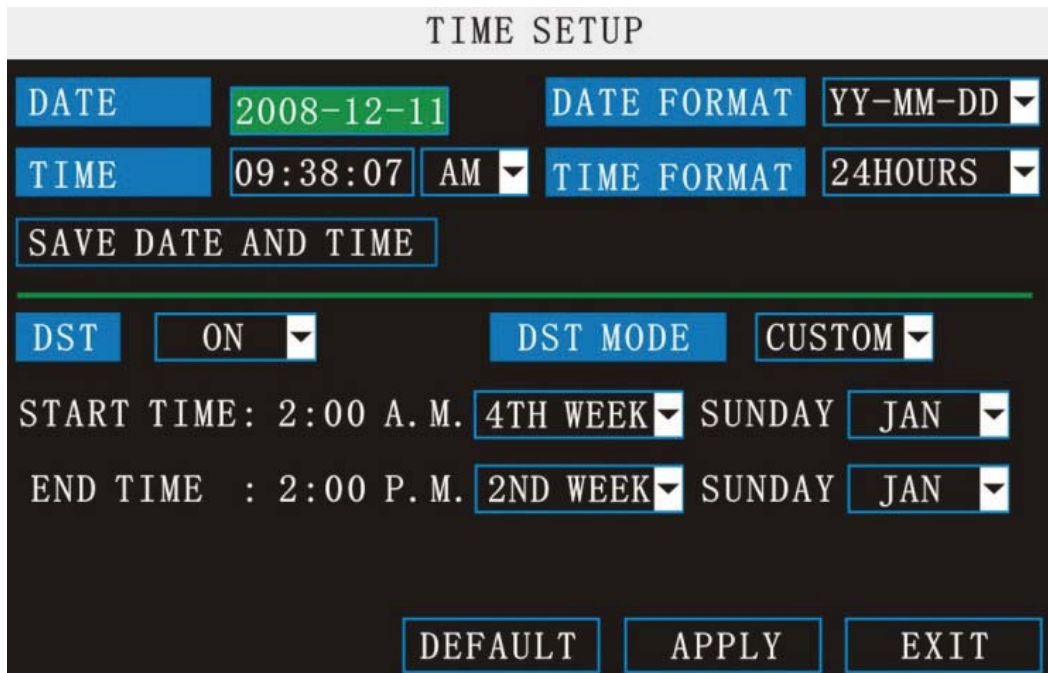 TIME SETUP
DATE 2008-12-11 DATE FORMAT YY-MM-DD
TIME 09:38:07 AM TIME FORMAT 24HOURS
SAVE DATE AND TIME
DST ON DST MODE CUSTOM
START TIME: 2:00 A.M. 4TH WEEK SUNDAY JAN
END TIME : 2:00 P.M. 2ND WEEK SUNDAY JAN
DEFAULT APPLY EXIT